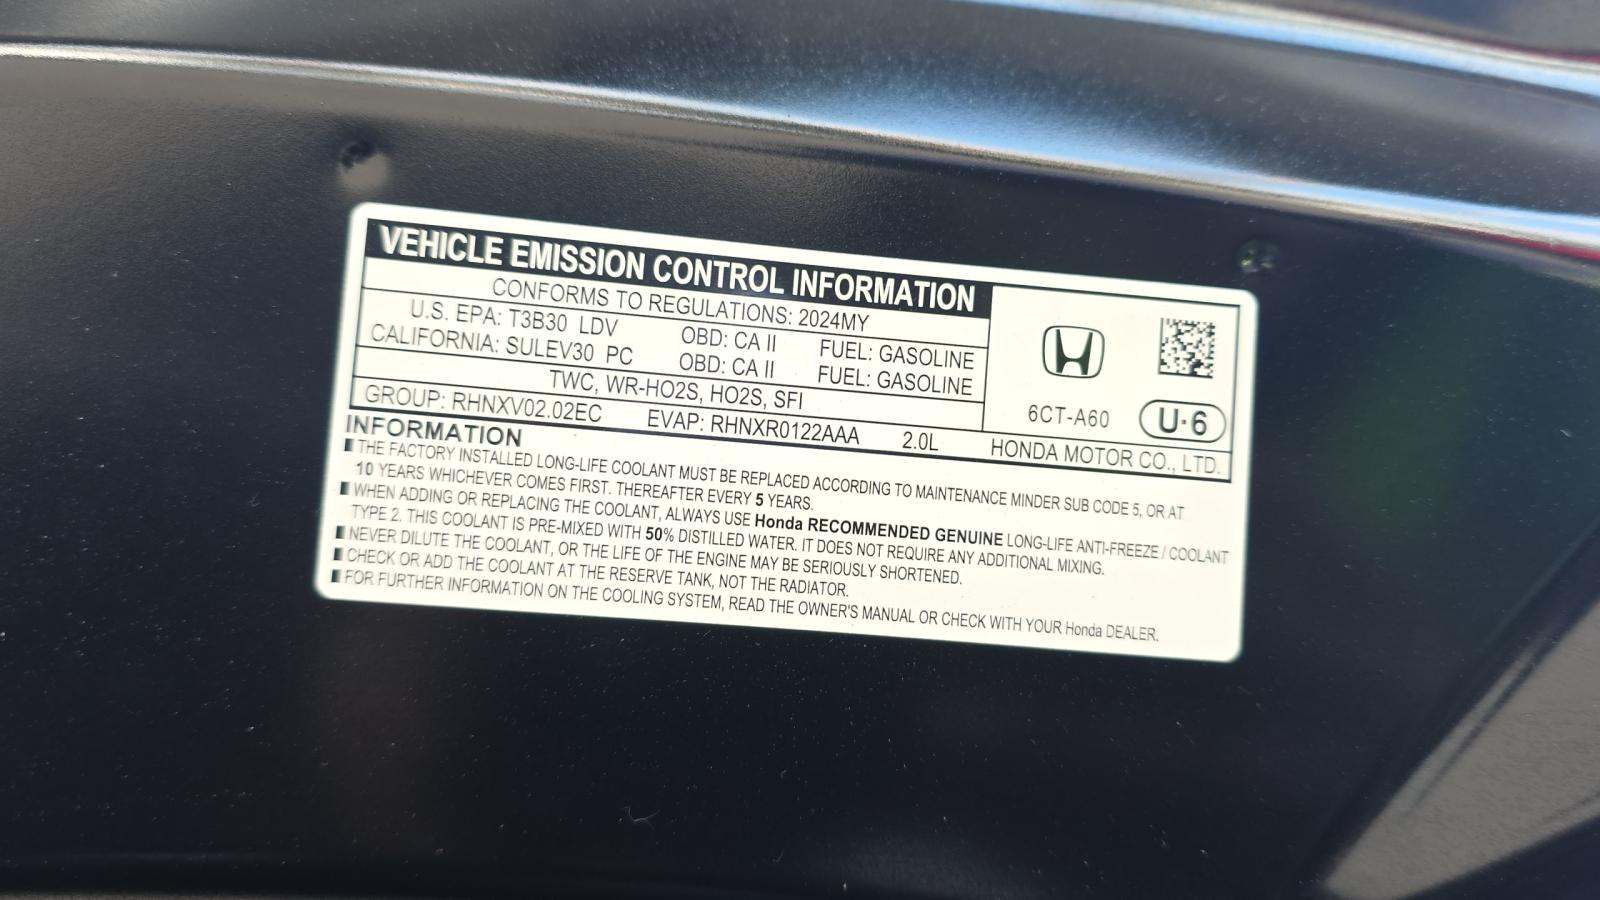 VEHICLE EMISSION CONTROL INFORMATION
CONFORMS TO REGULATIONS: 2024MY
U.S. EPA: T3B30 LDV OBD: CA II FUEL: GASOLINE
CALIFORNIA: SULEV30 PC OBD: CA II FUEL: GASOLINE
TWC, WR-HO2S, HO2S, SFI
6CT-A60 U·6
GROUP: RHNXV02.02EC EVAP: RHNXR0122AAA 2.0L HONDA MOTOR CO., LTD.
INFORMATION
THE FACTORY INSTALLED LONG-LIFE COOLANT MUST BE REPLACED ACCORDING TO MAINTENANCE MINDER SUB CODE 5, OR AT
10 YEARS WHICHEVER COMES FIRST. THEREAFTER EVERY 5 YEARS.
WHEN ADDING OR REPLACING THE COOLANT, ALWAYS USE Honda RECOMMENDED GENUINE LONG-LIFE ANTI-FREEZE / COOLANT
TYPE 2. THIS COOLANT IS PRE-MIXED WITH 50% DISTILLED WATER. IT DOES NOT REQUIRE ANY ADDITIONAL MIXING.
NEVER DILUTE THE COOLANT, OR THE LIFE OF THE ENGINE MAY BE SERIOUSLY SHORTENED.
CHECK OR ADD THE COOLANT AT THE RESERVE TANK, NOT THE RADIATOR.
FOR FURTHER INFORMATION ON THE COOLING SYSTEM, READ THE OWNER'S MANUAL OR CHECK WITH YOUR Honda DEALER.